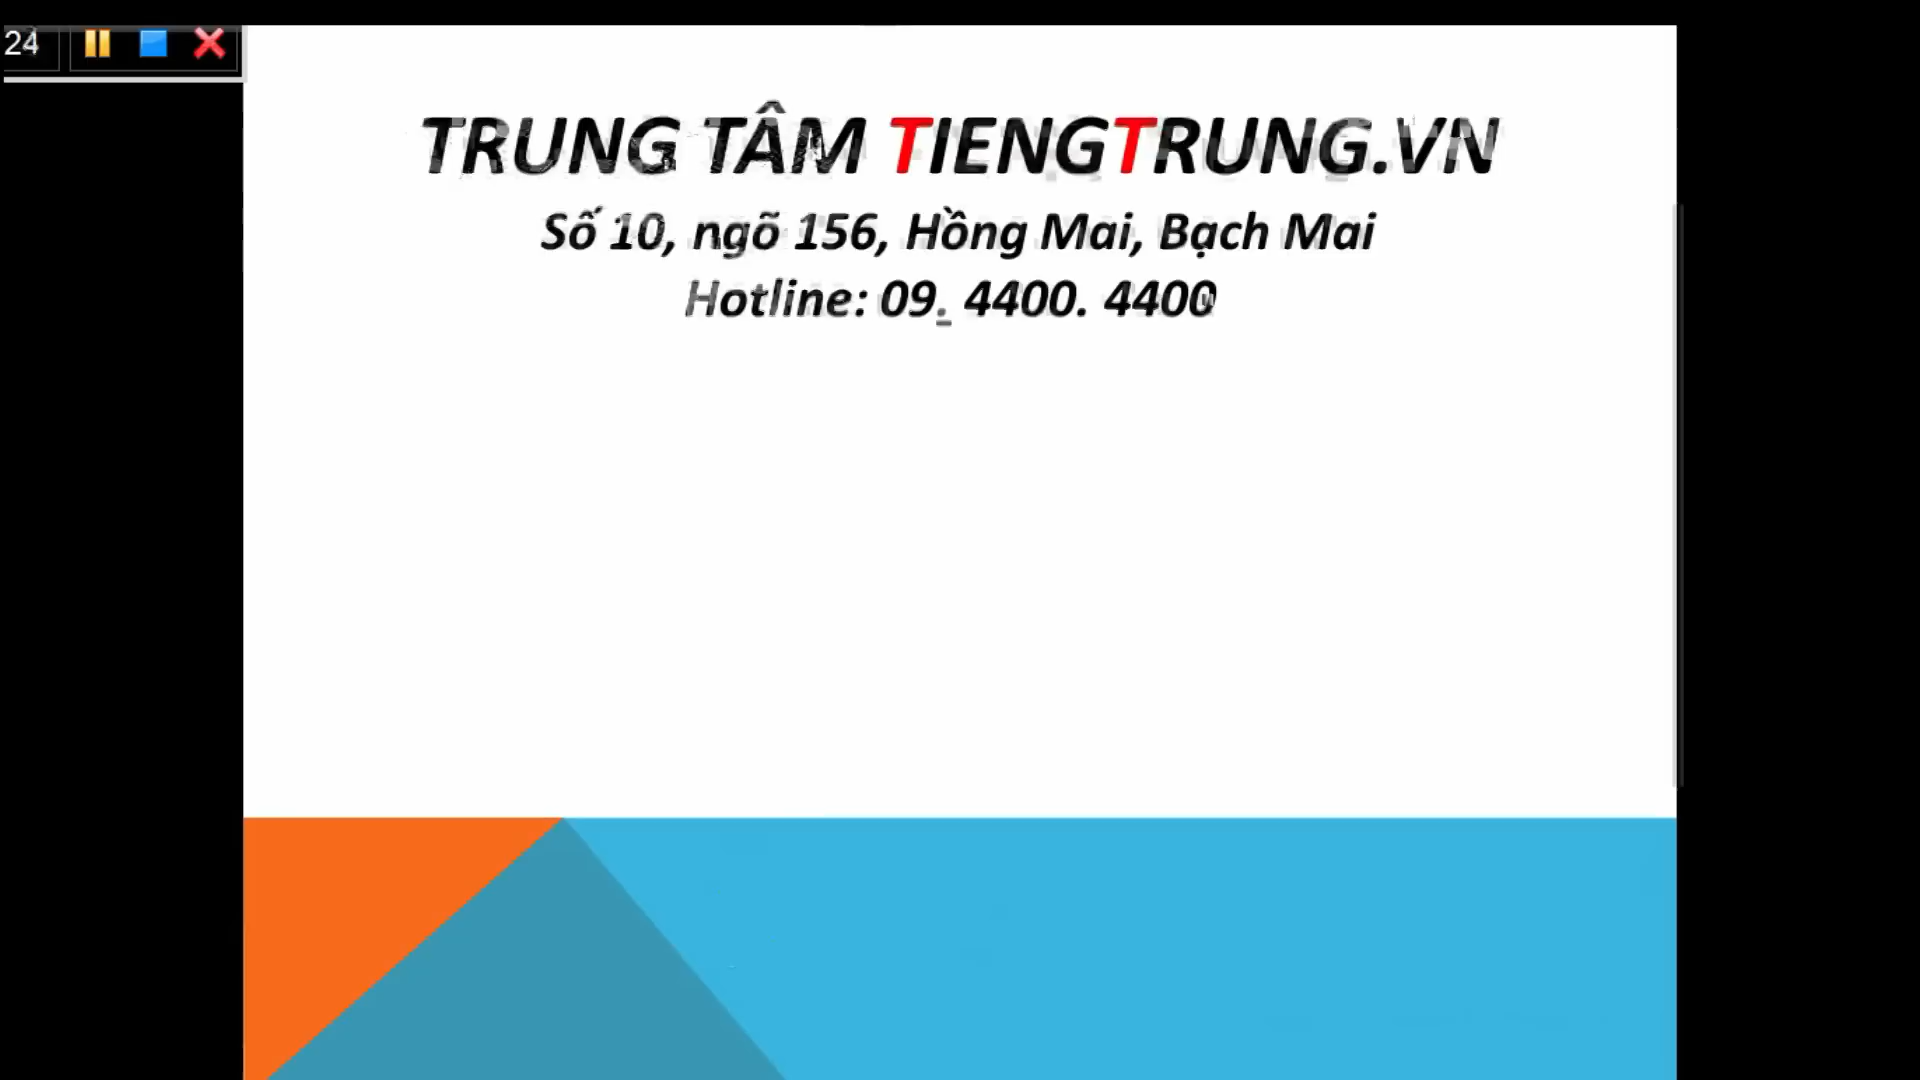 24
TRUNG TÂM TIENGTRUNG.VN
Số 10, ngõ 156, Hồng Mai, Bạch Mai
Hotline: 09. 4400. 4400